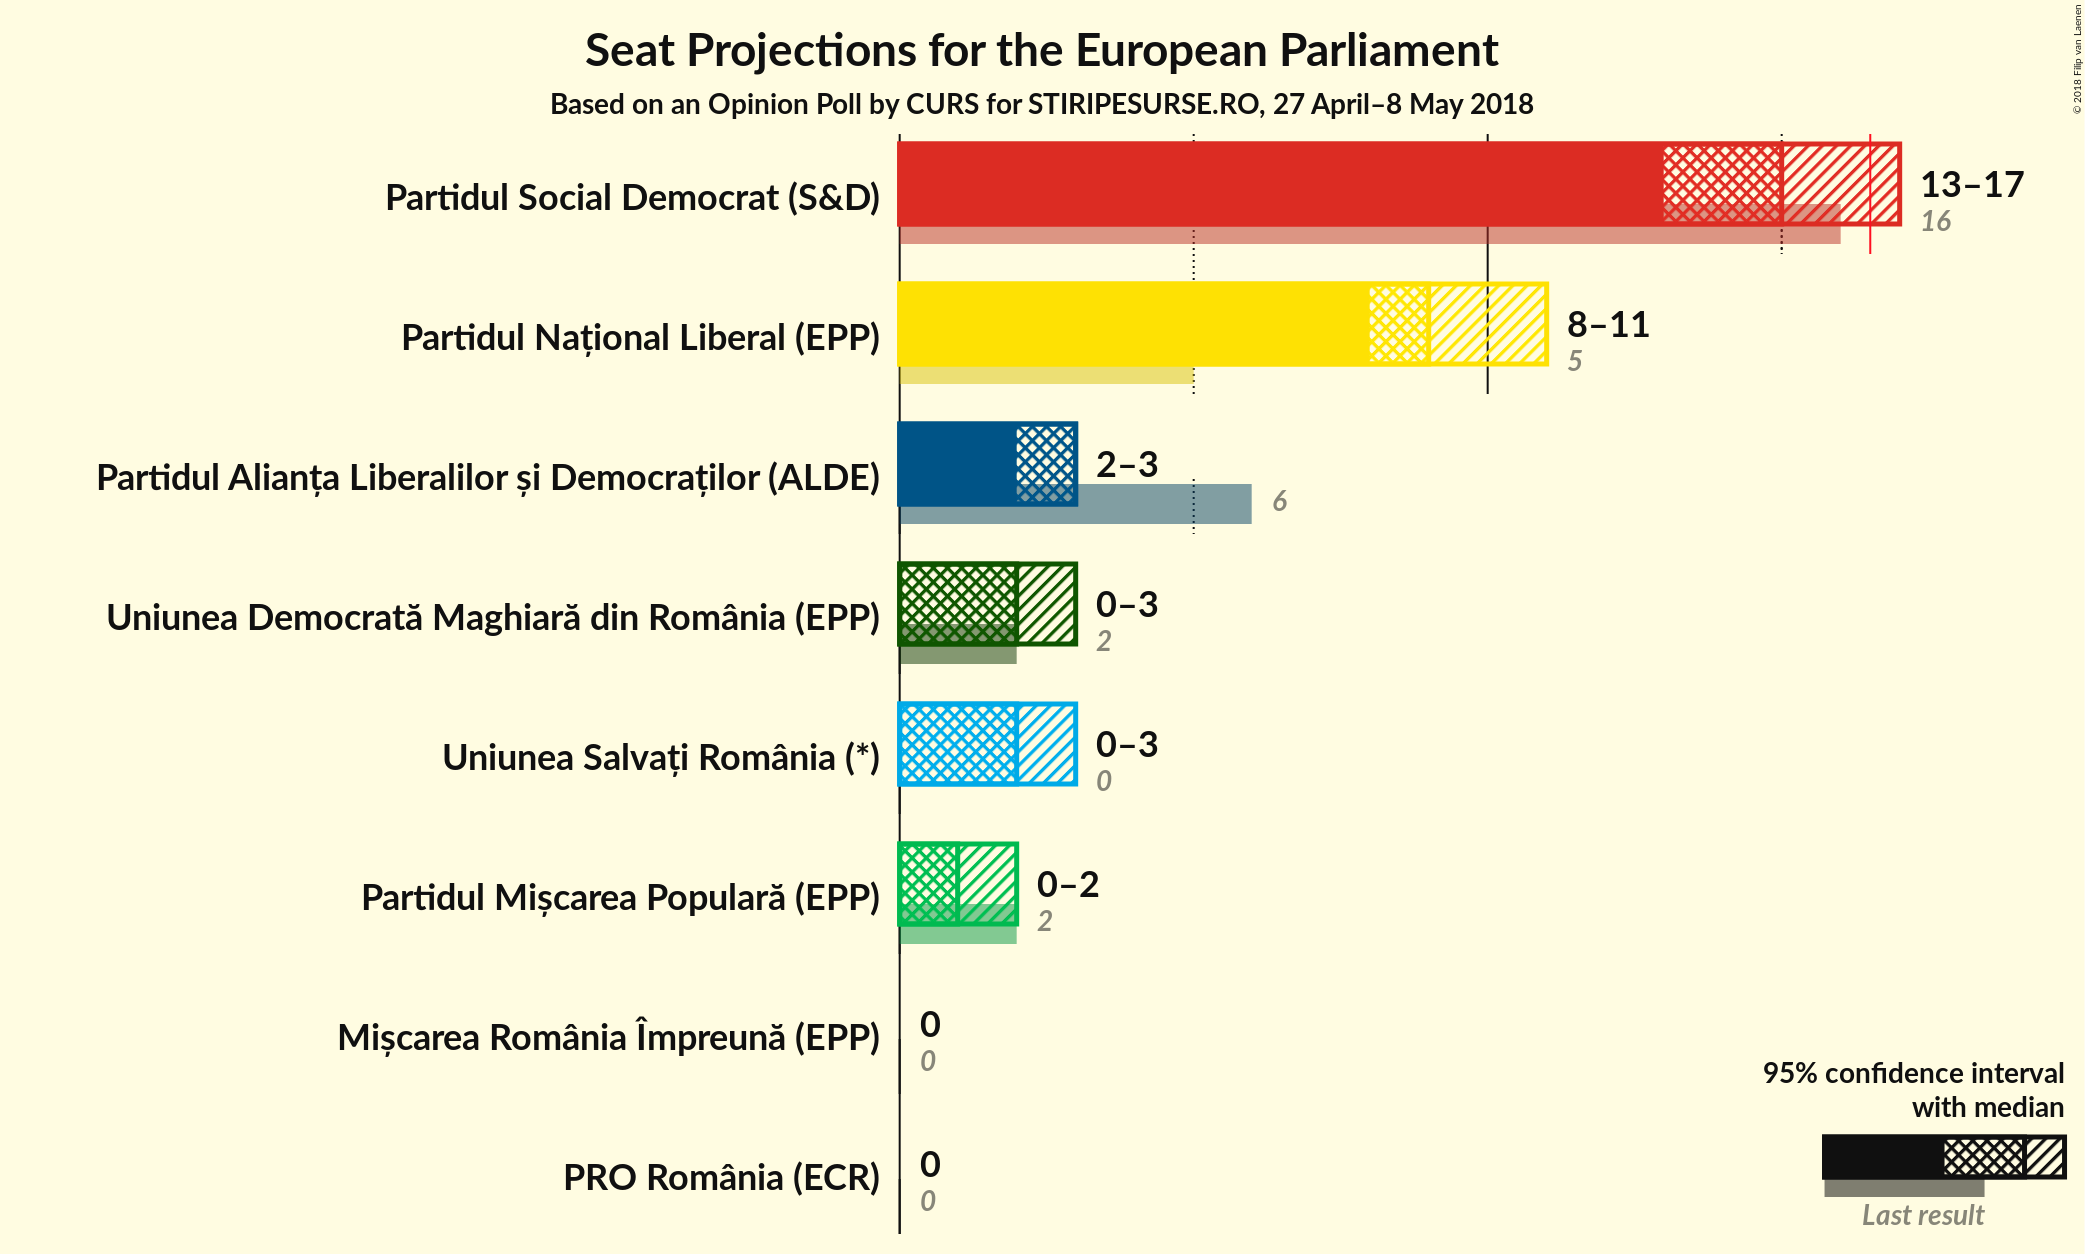 Seat Projections for the European Parliament
Based on an Opinion Poll by CURS for STIRIPESURSE.RO, 27 April–8 May 2018
© 2018 Filip van Laenen
Partidul Social Democrat (S&D)
13–17
16
Partidul Național Liberal (EPP)
8–11
5
Partidul Alianța Liberalilor și Democraților (ALDE)
2–3
6
Uniunea Democrată Maghiară din România (EPP)
0–3
2
Uniunea Salvați România (*)
0–3
0
Partidul Mișcarea Populară (EPP)
0–2
2
Mișcarea România Împreună (EPP)
0
0
PRO România (ECR)
0
0
95% confidence interval
with median
Last result